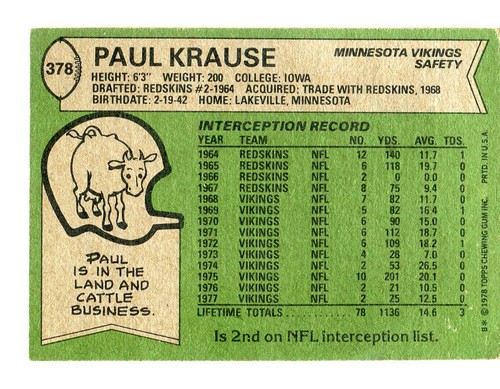 378
PAUL KRAUSE
MINNESOTA VIKINGS
SAFETY
HEIGHT: 6'3" WEIGHT: 200 COLLEGE: IOWA
DRAFTED: REDSKINS #2-1964 ACQUIRED: TRADE WITH REDSKINS, 1968
BIRTHDATE: 2-19-42 HOME: LAKEVILLE, MINNESOTA
INTERCEPTION RECORD
YEAR TEAM NO. YDS. AVG. TDS.
1964 REDSKINS NFL 12 140 11.7 1
1965 REDSKINS NFL 6 118 19.7 0
1966 REDSKINS NFL 2 0 0.0 0
1967 REDSKINS NFL 8 75 9.4 0
1968 VIKINGS NFL 7 82 11.7 0
1969 VIKINGS NFL 5 82 16.4 1
1970 VIKINGS NFL 6 90 15.0 0
1971 VIKINGS NFL 6 112 18.7 0
1972 VIKINGS NFL 6 109 18.2 1
1973 VIKINGS NFL 4 28 7.0 0
1974 VIKINGS NFL 2 53 26.5 0
1975 VIKINGS NFL 10 201 20.1 0
1976 VIKINGS NFL 2 21 10.5 0
1977 VIKINGS NFL 2 25 12.5 0
LIFETIME TOTALS ............ 78 1136 14.6 3
Is 2nd on NFL interception list.
PAUL
IS IN THE
LAND AND
CATTLE
BUSINESS.
B* © 1978 TOPPS CHEWING GUM INC. PRTD. IN U.S.A.